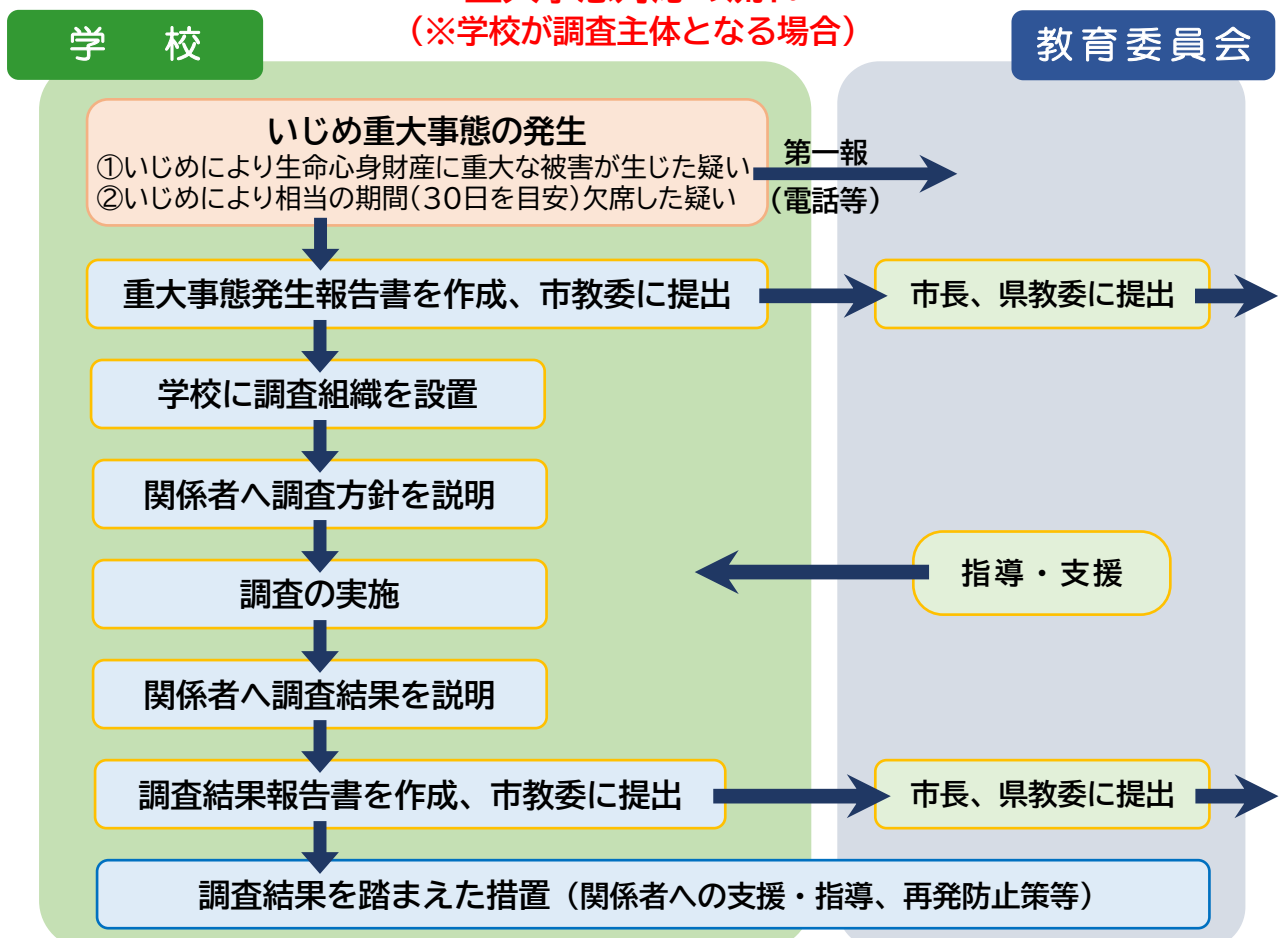 （※学校が調査主体となる場合）
学 校
教育委員会
いじめ重大事態の発生
①いじめにより生命心身財産に重大な被害が生じた疑い
②いじめにより相当の期間(30日を目安)欠席した疑い
第一報
（電話等）
重大事態発生報告書を作成、市教委に提出
市長、県教委に提出
学校に調査組織を設置
関係者へ調査方針を説明
調査の実施
指導・支援
関係者へ調査結果を説明
調査結果報告書を作成、市教委に提出
市長、県教委に提出
調査結果を踏まえた措置（関係者への支援・指導、再発防止策等）